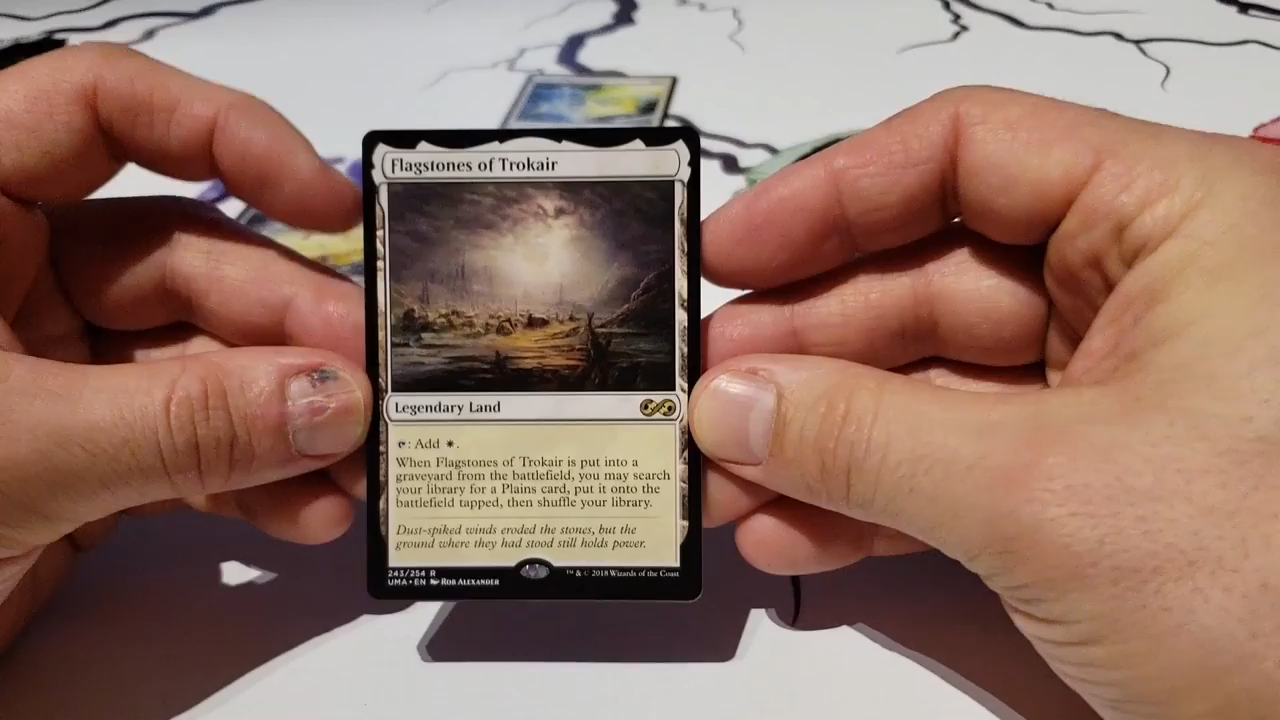 Flagstones of Trokair
Legendary Land
: Add .
When Flagstones of Trokair is put into a
graveyard from the battlefield, you may search
your library for a Plains card, put it onto the
battlefield tapped, then shuffle your library.
Dust-spiked winds eroded the stones, but the
ground where they had stood still holds power.
243/254 R
UMA • EN Rob Alexander
™ & © 2018 Wizards of the Coast